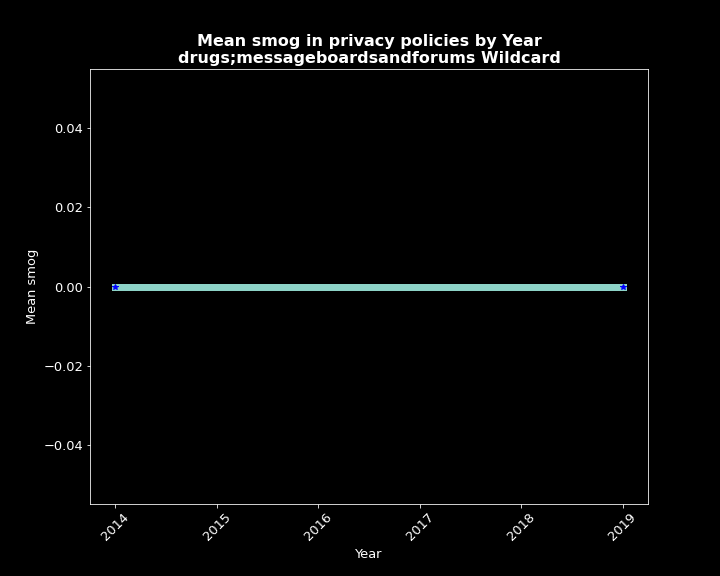 Mean smog in privacy policies by Year
drugs;messageboardsandforums Wildcard
0.04
0.02
0.00
−0.02
−0.04
Mean smog
2014
2015
2016
2017
2018
2019
Year